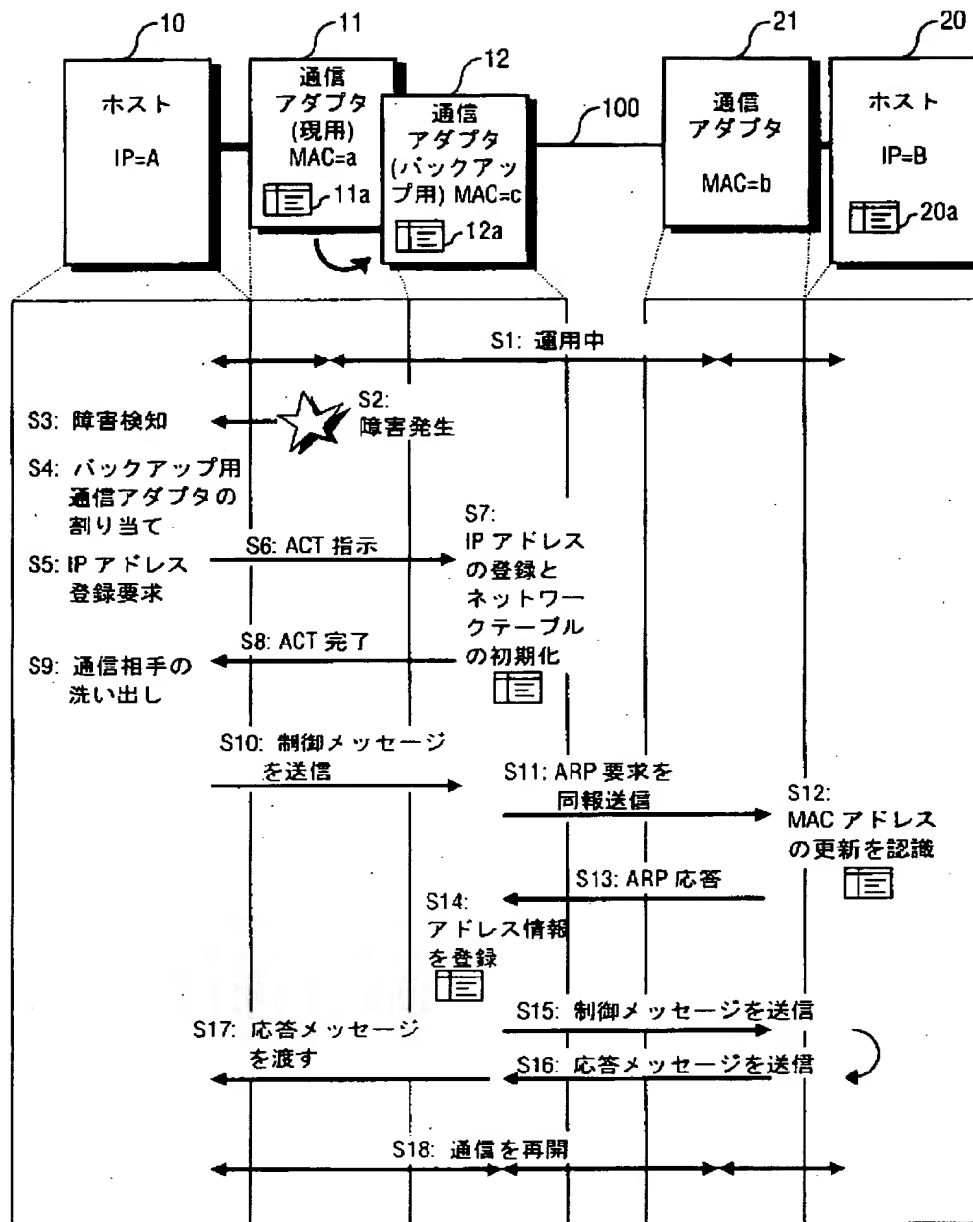 10
11
12
21
20
ホスト
IP=A
通信
アダプタ
(現用)
MAC=a
11a
通信
アダプタ
(バックアッ
プ用) MAC=c
12a
100
通信
アダプタ
MAC=b
ホスト
IP=B
20a
S1: 運用中
S2:
障害発生
S3: 障害検知
S4: バックアップ用
通信アダプタの
割り当て
S5: IP アドレス
登録要求
S6: ACT 指示
S7:
IP アドレス
の登録と
ネットワー
クテーブル
の初期化
S8: ACT 完了
S9: 通信相手の
洗い出し
S10: 制御メッセージ
を送信
S11: ARP 要求を
同報送信
S12:
MAC アドレス
の更新を認識
S13: ARP 応答
S14:
アドレス情報
を登録
S15: 制御メッセージを送信
S16: 応答メッセージを送信
S17: 応答メッセージ
を渡す
S18: 通信を再開